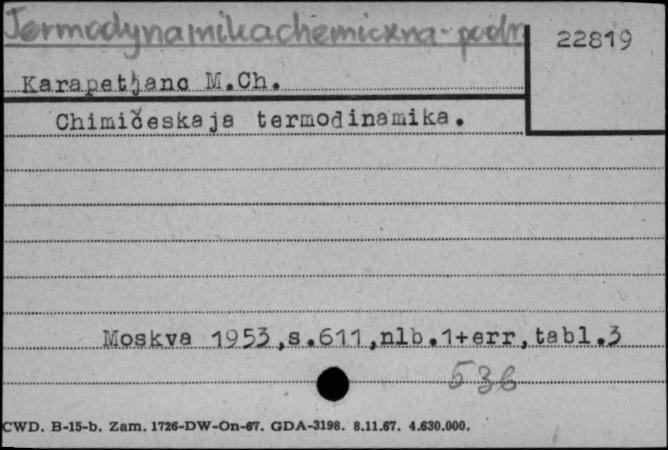 Termodynamika chemiczna - podr
22819
Karapetjanc M.Ch.
Chimičeskaja termodinamika.
Moskva 1953,s.611,nlb.1+err,tabl.3
536
CWD. B-15-b. Zam. 1726-DW-On-67. GDA-3198. 8.11.67. 4.630.000.